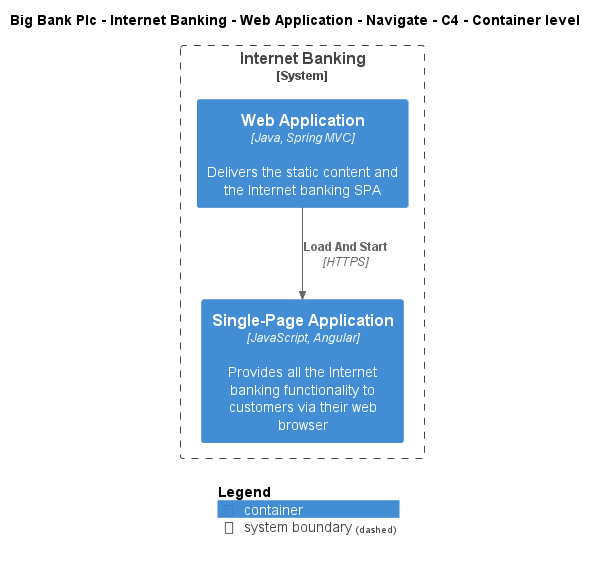 Big Bank Plc - Internet Banking - Web Application - Navigate - C4 - Container level
Internet Banking
[System]
Web Application
[Java, Spring MVC]
Delivers the static content and
the Internet banking SPA
Load And Start
[HTTPS]
Single-Page Application
[JavaScript, Angular]
Provides all the Internet
banking functionality to
customers via their web
browser
Legend
container
system boundary (dashed)